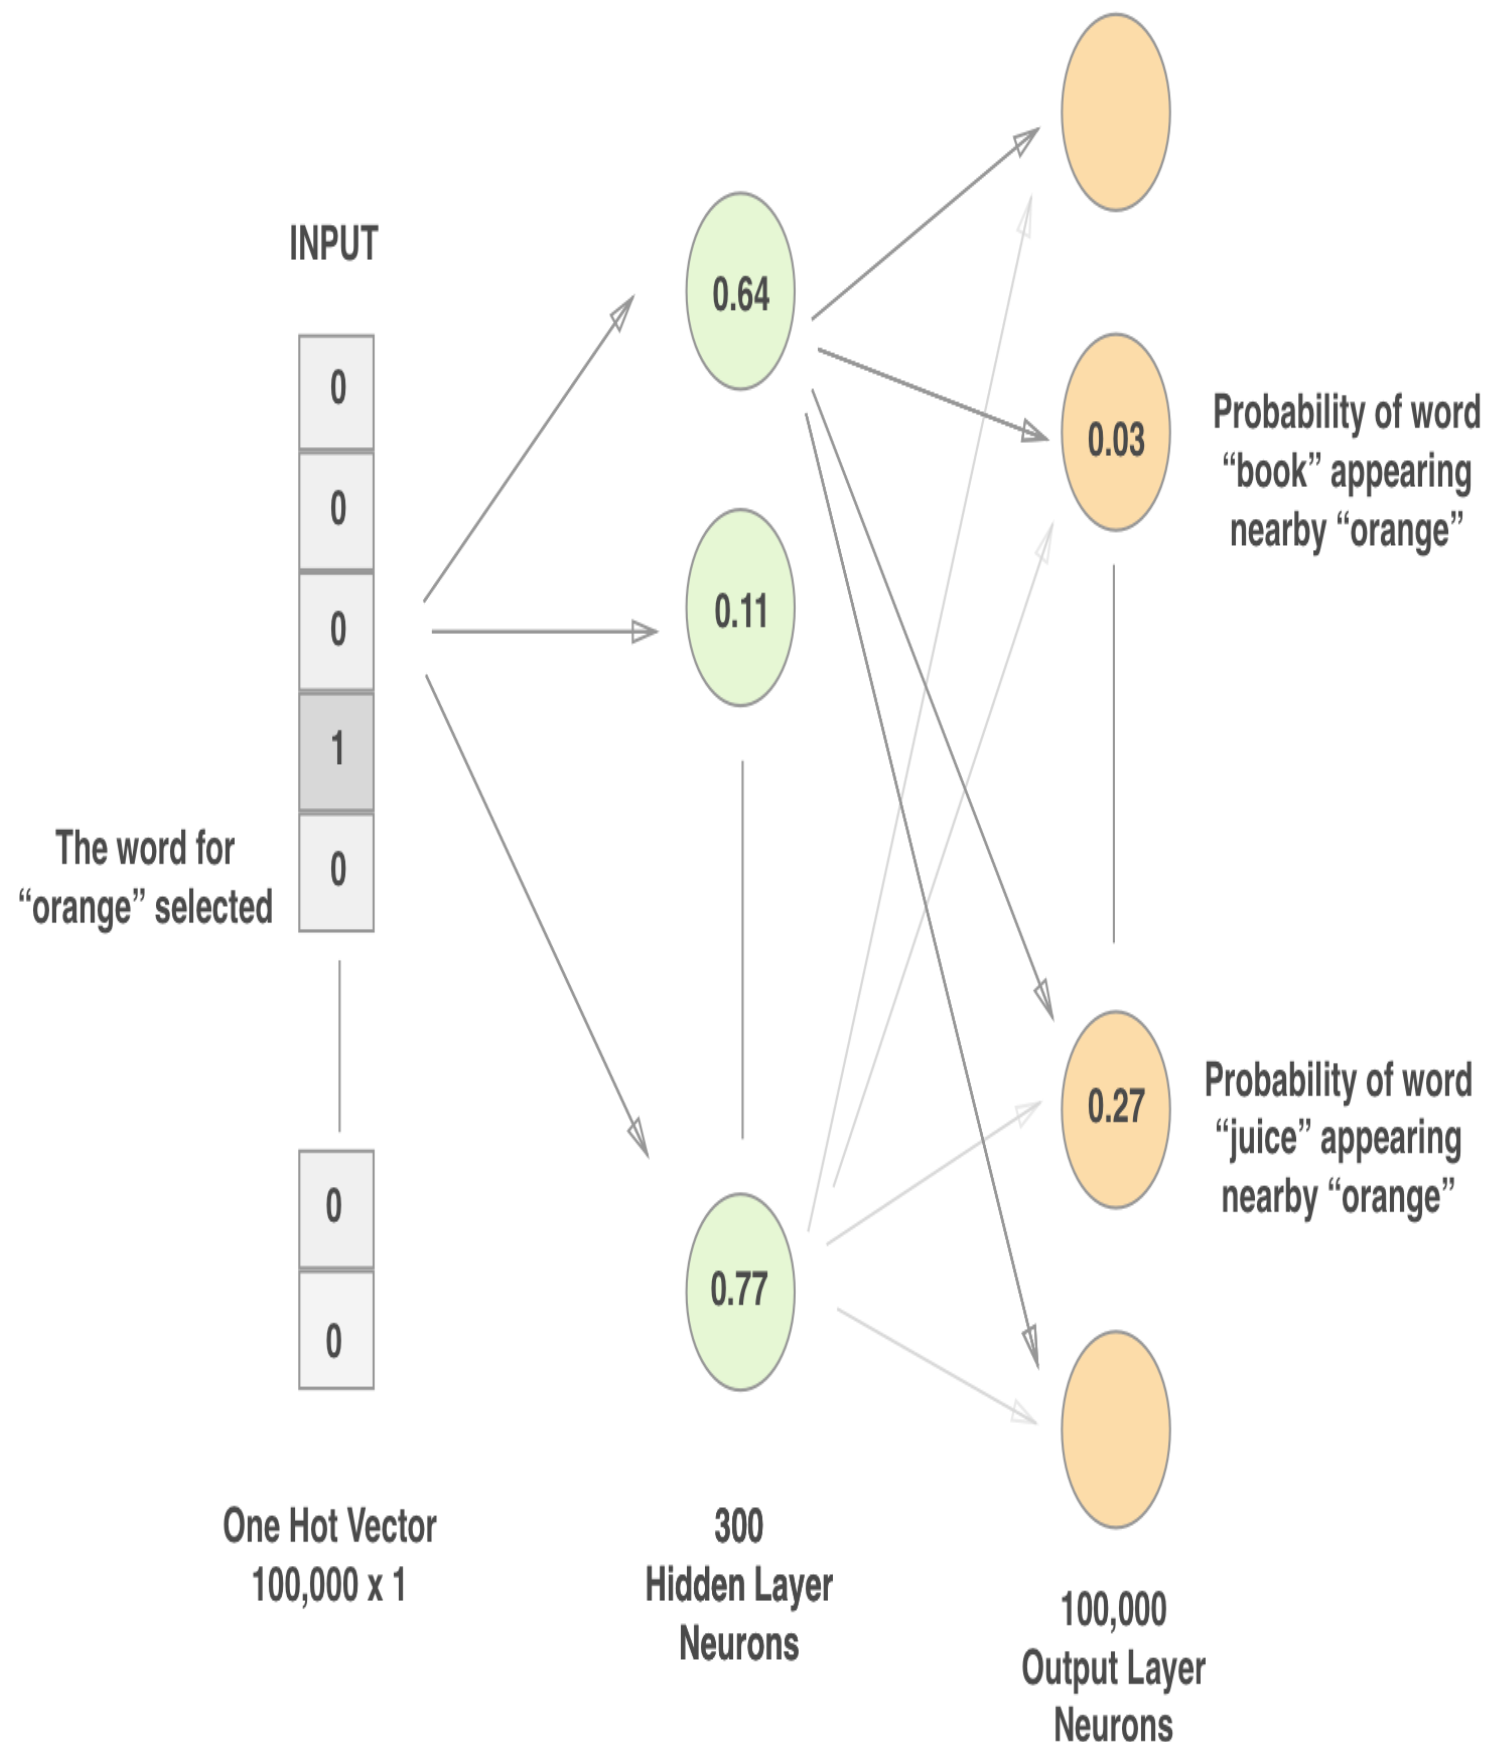 INPUT
0
0
0
1
0
The word for
“orange” selected
0
0
One Hot Vector
100,000 x 1
0.64
0.11
0.77
300
Hidden Layer
Neurons
0.03
0.27
Probability of word
“book” appearing
nearby “orange”
Probability of word
“juice” appearing
nearby “orange”
100,000
Output Layer
Neurons